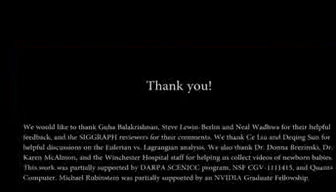 Thank you!
We would like to thank Guha Balakrishnan, Steve Lewin-Berlin and Neal Wadhwa for their helpful
feedback, and the SIGGRAPH reviewers for their comments. We thank Ce Liu and Deqing Sun for
helpful discussions on the Eulerian vs. Lagrangian analysis. We also thank Dr. Donna Brezinski, Dr.
Karen McAlmon, and the Winchester Hospital staff for helping us collect videos of newborn babies.
This work was partially supported by DARPA SCENICC program, NSF CGV-1111415, and Quanta
Computer. Michael Rubinstein was partially supported by an NVIDIA Graduate Fellowship.